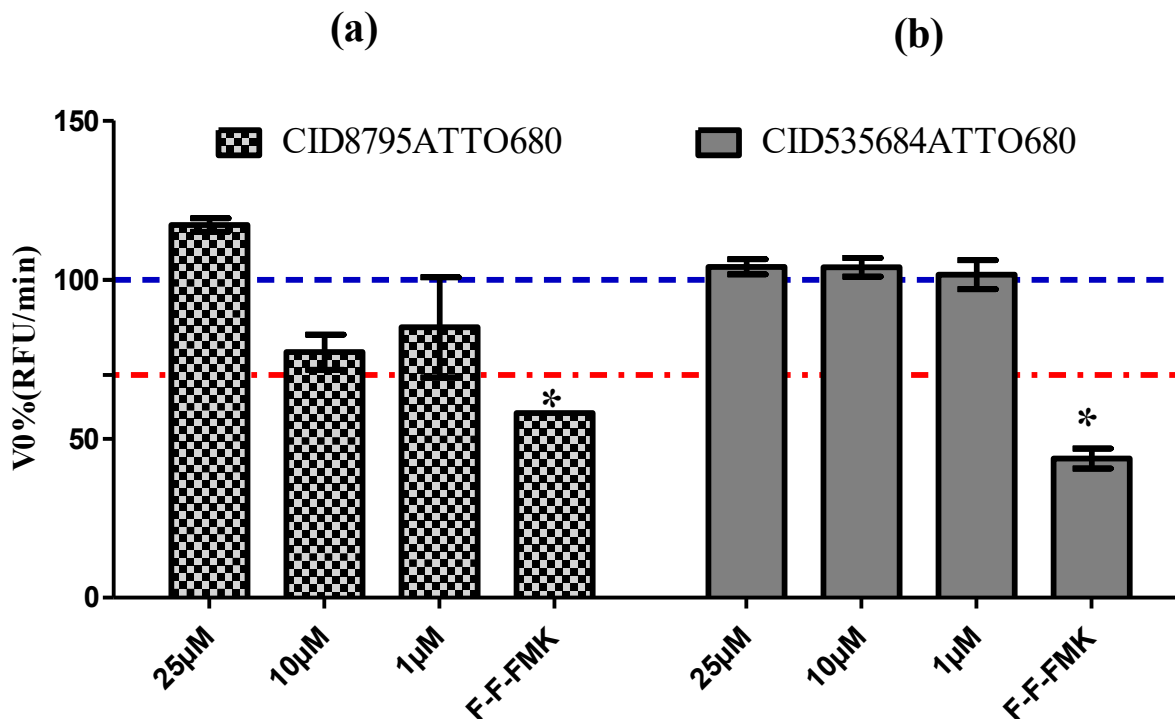 (a) (b)
CID8795ATTO680 CID535684ATTO680
V0%(RFU/min)
150
100
50
0
* *
25µM 10µM 1µM F-F-FMK 25µM 10µM 1µM F-F-FMK